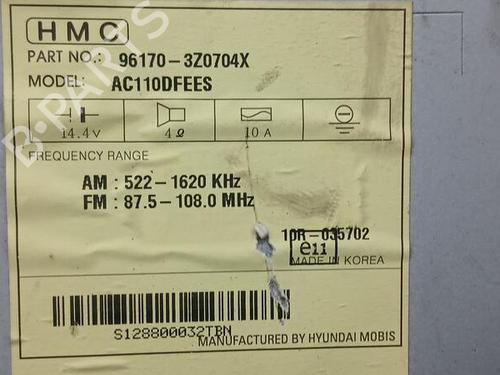 HMC
PART NO.: 96170-3Z0704X
MODEL: AC110DFEES
14.4V 4Ω 10 A
FREQUENCY RANGE
AM : 522-1620 KHz
FM : 87.5-108.0 MHz
10R-035702
e11
MADE IN KOREA
S128800032TBN
MANUFACTURED BY HYUNDAI MOBIS
B-PARTS